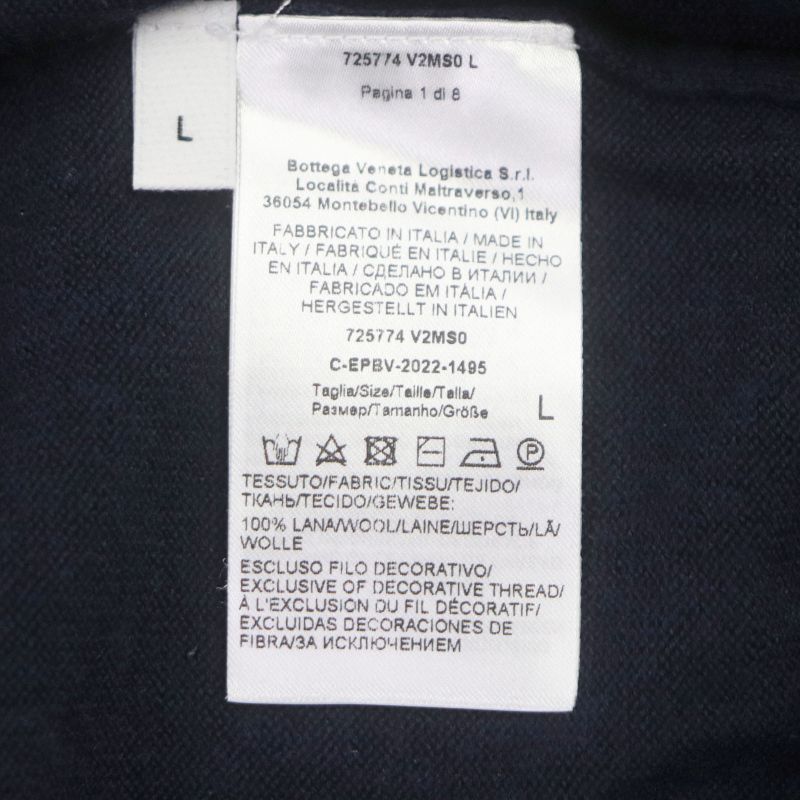 L
725774 V2MS0 L
Pagina 1 di 8
Bottega Veneta Logistica S.r.l.
Località Conti Maltraverso,1
36054 Montebello Vicentino (VI) Italy
FABBRICATO IN ITALIA / MADE IN
ITALY / FABRIQUÉ EN ITALIE / HECHO
EN ITALIA / СДЕЛАНО В ИТАЛИИ /
FABRICADO EM ITÁLIA /
HERGESTELLT IN ITALIEN
725774 V2MS0
C-EPBV-2022-1495
Taglia/Size/Taille/Talla/
Размер/Tamanho/Größe L
P
TESSUTO/FABRIC/TISSU/TEJIDO/
ТКАНЬ/TECIDO/GEWEBE:
100% LANA/WOOL/LAINE/ШЕРСТЬ/LÃ/
WOLLE
ESCLUSO FILO DECORATIVO/
EXCLUSIVE OF DECORATIVE THREAD/
À L'EXCLUSION DU FIL DÉCORATIF/
EXCLUIDAS DECORACIONES DE
FIBRA/ЗА ИСКЛЮЧЕНИЕМ